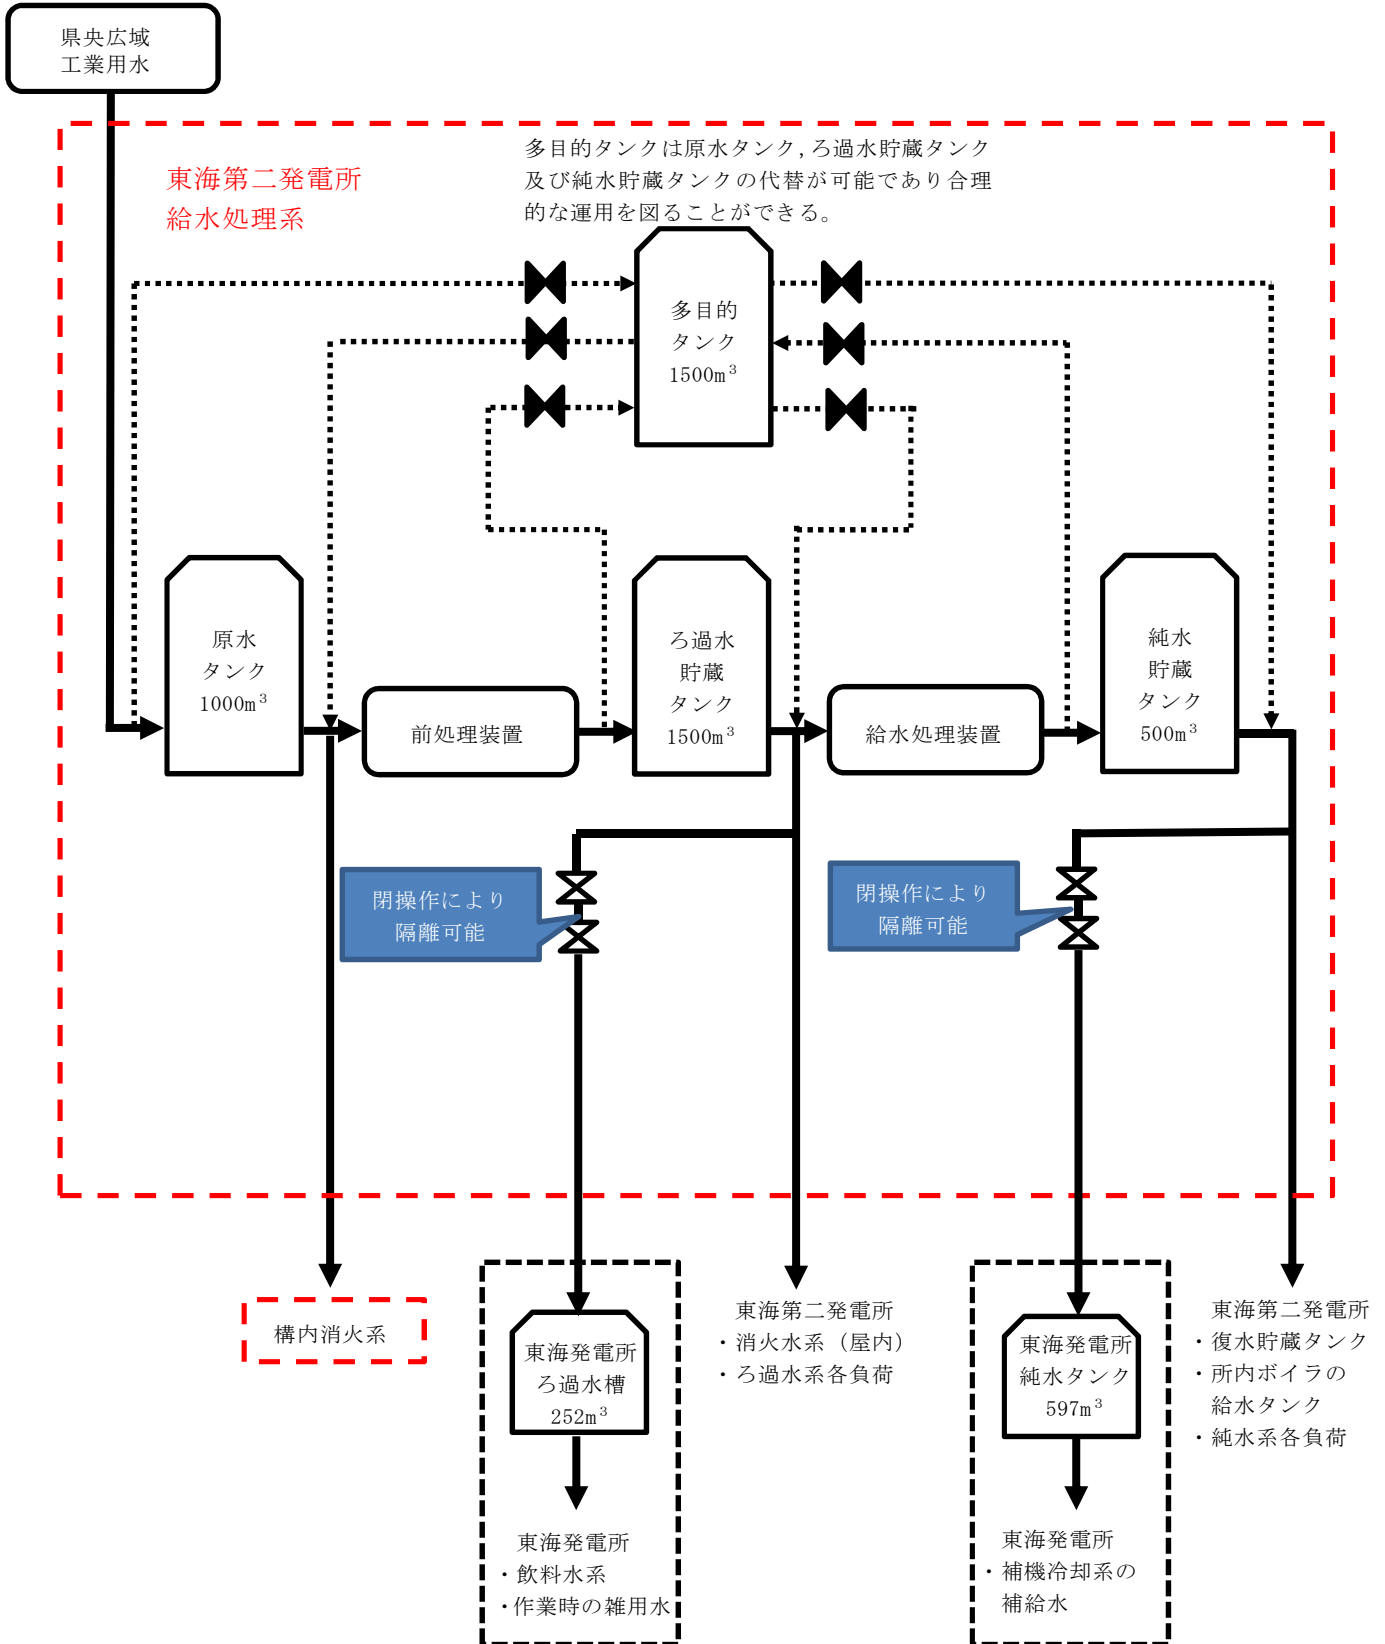 県央広域
工業用水
東海第二発電所
給水処理系
多目的タンクは原水タンク,ろ過水貯蔵タンク
及び純水貯蔵タンクの代替が可能であり合理
的な運用を図ることができる。
多目的
タンク
1500m³
原水
タンク
1000m³
前処理装置
ろ過水
貯蔵
タンク
1500m³
給水処理装置
純水
貯蔵
タンク
500m³
閉操作により
隔離可能
閉操作により
隔離可能
構内消火系
東海発電所
ろ過水槽
252m³
東海発電所
・飲料水系
・作業時の雑用水
東海第二発電所
・消火水系（屋内）
・ろ過水系各負荷
東海発電所
純水タンク
597m³
東海発電所
・補機冷却系の
補給水
東海第二発電所
・復水貯蔵タンク
・所内ボイラの
給水タンク
・純水系各負荷